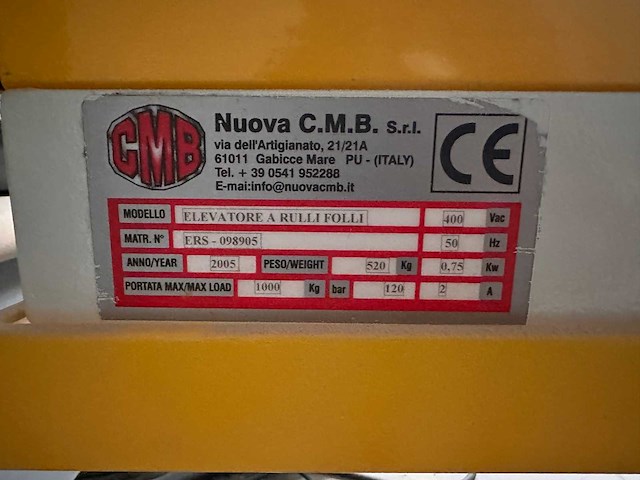 CMB
Nuova C.M.B. S.r.l.
via dell'Artigianato, 21/21A
61011 Gabicce Mare PU - (ITALY)
Tel. + 39 0541 952288
E-mai:info@nuovacmb.it
CE
MODELLO ELEVATORE A RULLI FOLLI 400 Vac
MATR. N° ERS - 098905 50 Hz
ANNO/YEAR 2005 PESO/WEIGHT 520 Kg 0,75 Kw
PORTATA MAX/MAX LOAD 1000 Kg bar 120 2 A